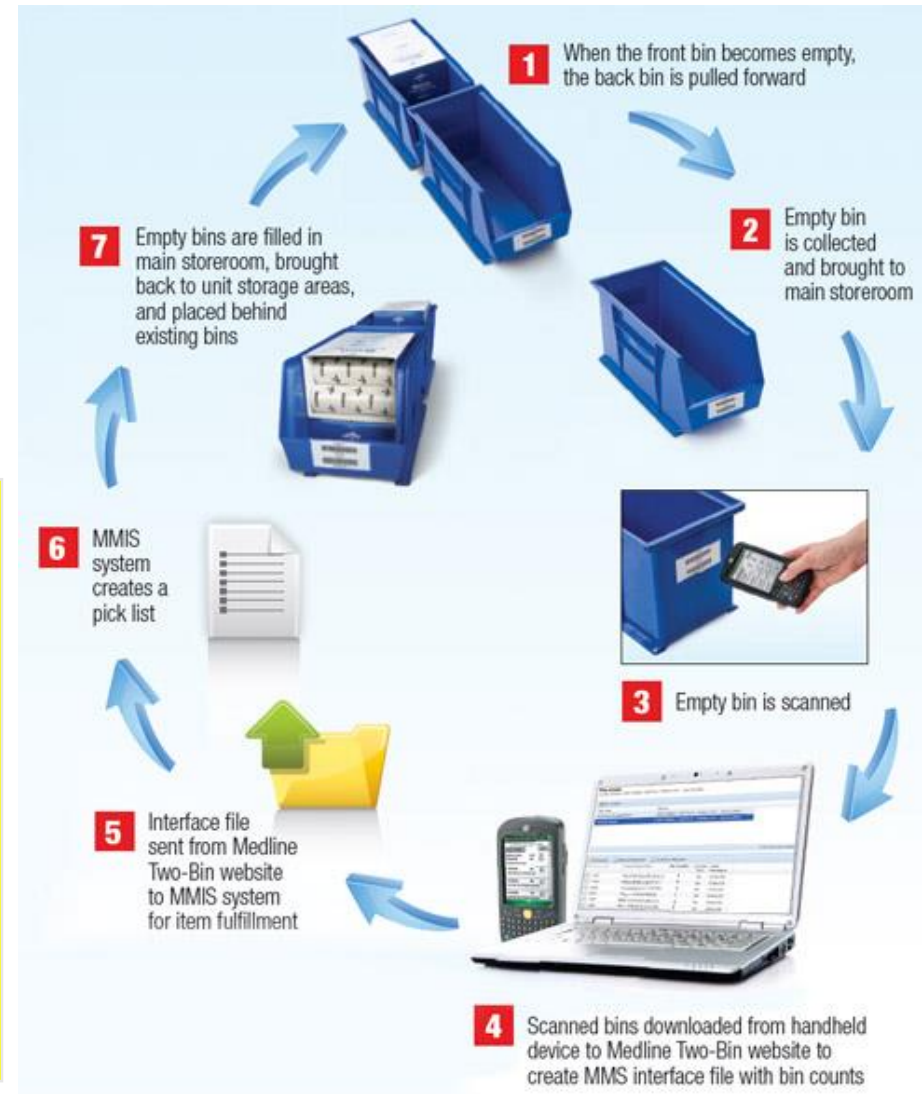 1
When the front bin becomes empty,
the back bin is pulled forward
2
Empty bin
is collected
and brought to
main storeroom
3
Empty bin is scanned
4
Scanned bins downloaded from handheld
device to Medline Two-Bin website to
create MMS interface file with bin counts
5
Interface file
sent from Medline
Two-Bin website
to MMIS system
for item fulfillment
6
MMIS
system
creates a
pick list
7
Empty bins are filled in
main storeroom, brought
back to unit storage areas,
and placed behind
existing bins